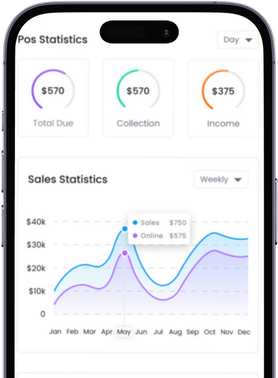 Pos Statistics
Day
$570
$570
$375
Total Due
Collection
Income
Sales Statistics
Weekly
$40k
Sales $750
Online $575
$30k
$20k
$10k
0
Jan Feb Mar Apr May Jun Jul Aug Sep Oct Nov Dec